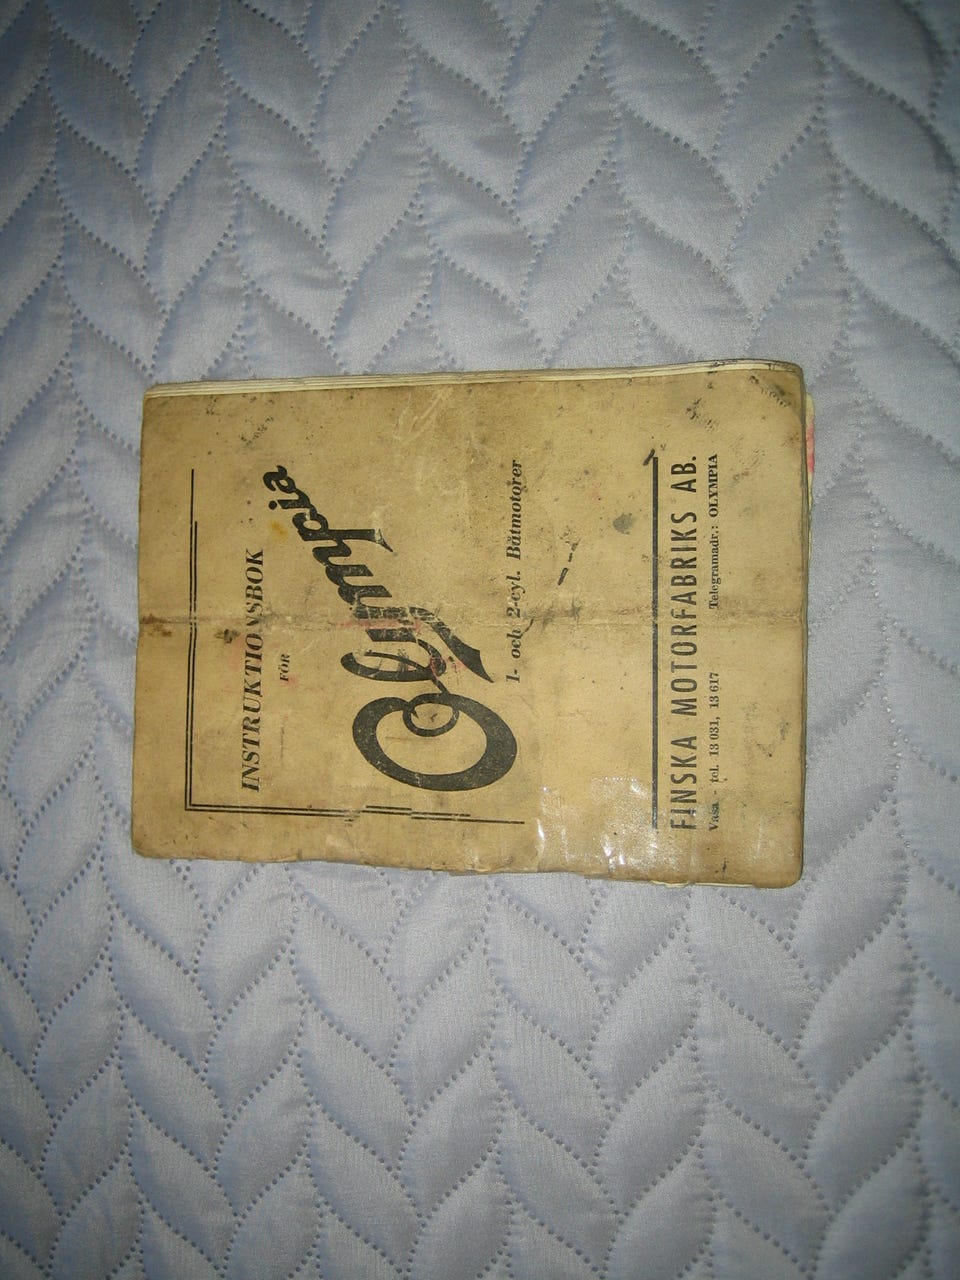 INSTRUKTIONSBOK
FÖR
Olympia
1- och 2-cyl. Båtmotorer
FINSKA MOTORFABRIKS AB.
Vasa - tel. 13 031, 13 617 Telegramadr.: OLYMPIA